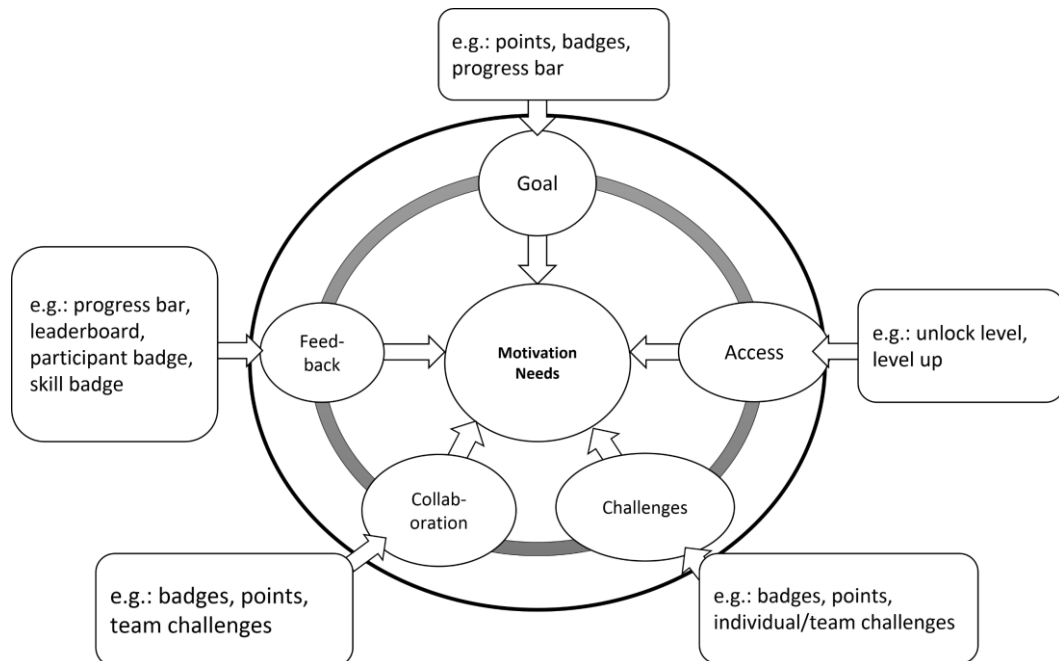 e.g.: points, badges,
progress bar
Goal
e.g.: progress bar,
leaderboard,
participant badge,
skill badge
Feed-
back
Motivation
Needs
Access
e.g.: unlock level,
level up
Collab-
oration
Challenges
e.g.: badges, points,
team challenges
e.g.: badges, points,
individual/team challenges